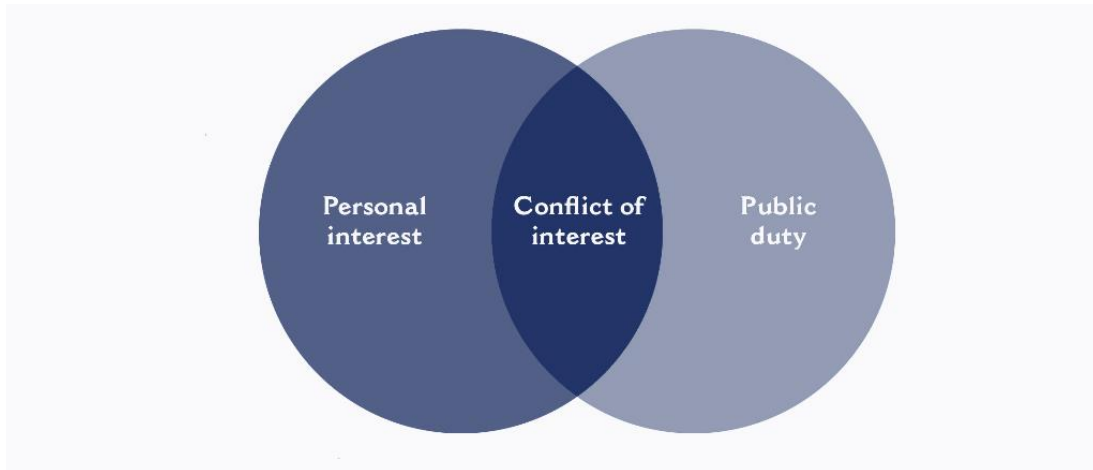 Personal
interest
Conflict of
interest
Public
duty